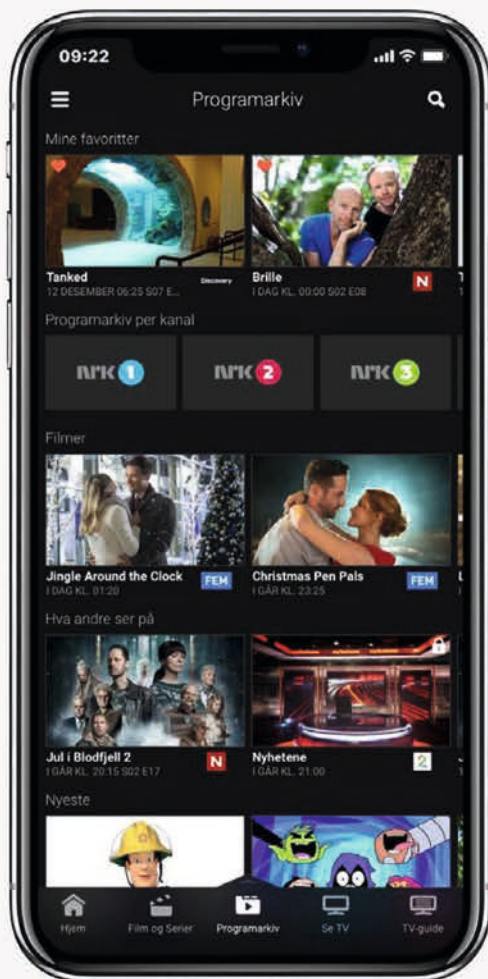 09:22
Programarkiv
Mine favoritter
Tanked
12 DESEMBER 06:25 S07 E...
Discovery
Brille
I DAG KL. 00:00 S02 E08
N
T
1
Programarkiv per kanal
nrk 1
nrk 2
nrk 3
Filmer
Jingle Around the Clock
I DAG KL. 01:20
FEM
Christmas Pen Pals
I GÅR KL. 23:25
FEM
L
I
Hva andre ser på
Jul i Blodfjell 2
I GÅR KL. 20:15 S02 E17
N
Nyhetene
I GÅR KL. 21:00
2
J
1
Nyeste
Hjem
Film og Serier
Programarkiv
Se TV
TV-guide